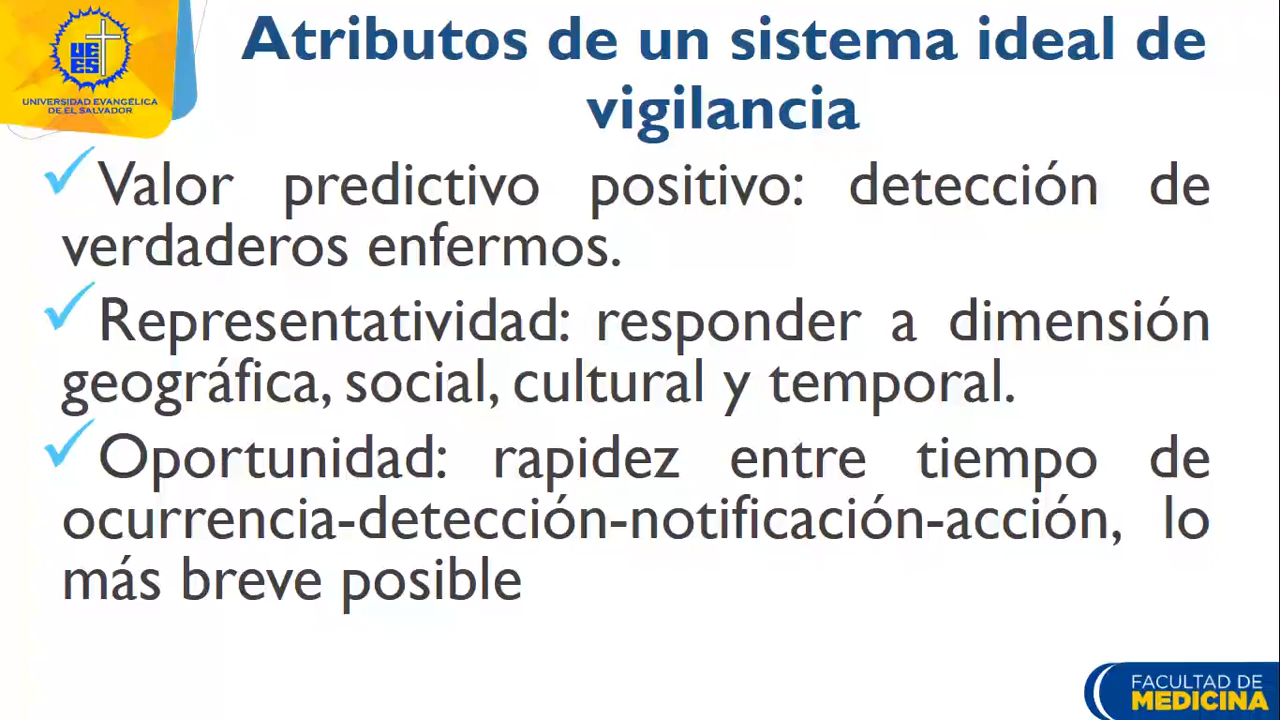 UE
ES
UNIVERSIDAD EVANGÉLICA
DE EL SALVADOR
Atributos de un sistema ideal de
vigilancia
Valor predictivo positivo: detección de
verdaderos enfermos.
Representatividad: responder a dimensión
geográfica, social, cultural y temporal.
Oportunidad: rapidez entre tiempo de
ocurrencia-detección-notificación-acción, lo
más breve posible
FACULTAD DE
MEDICINA